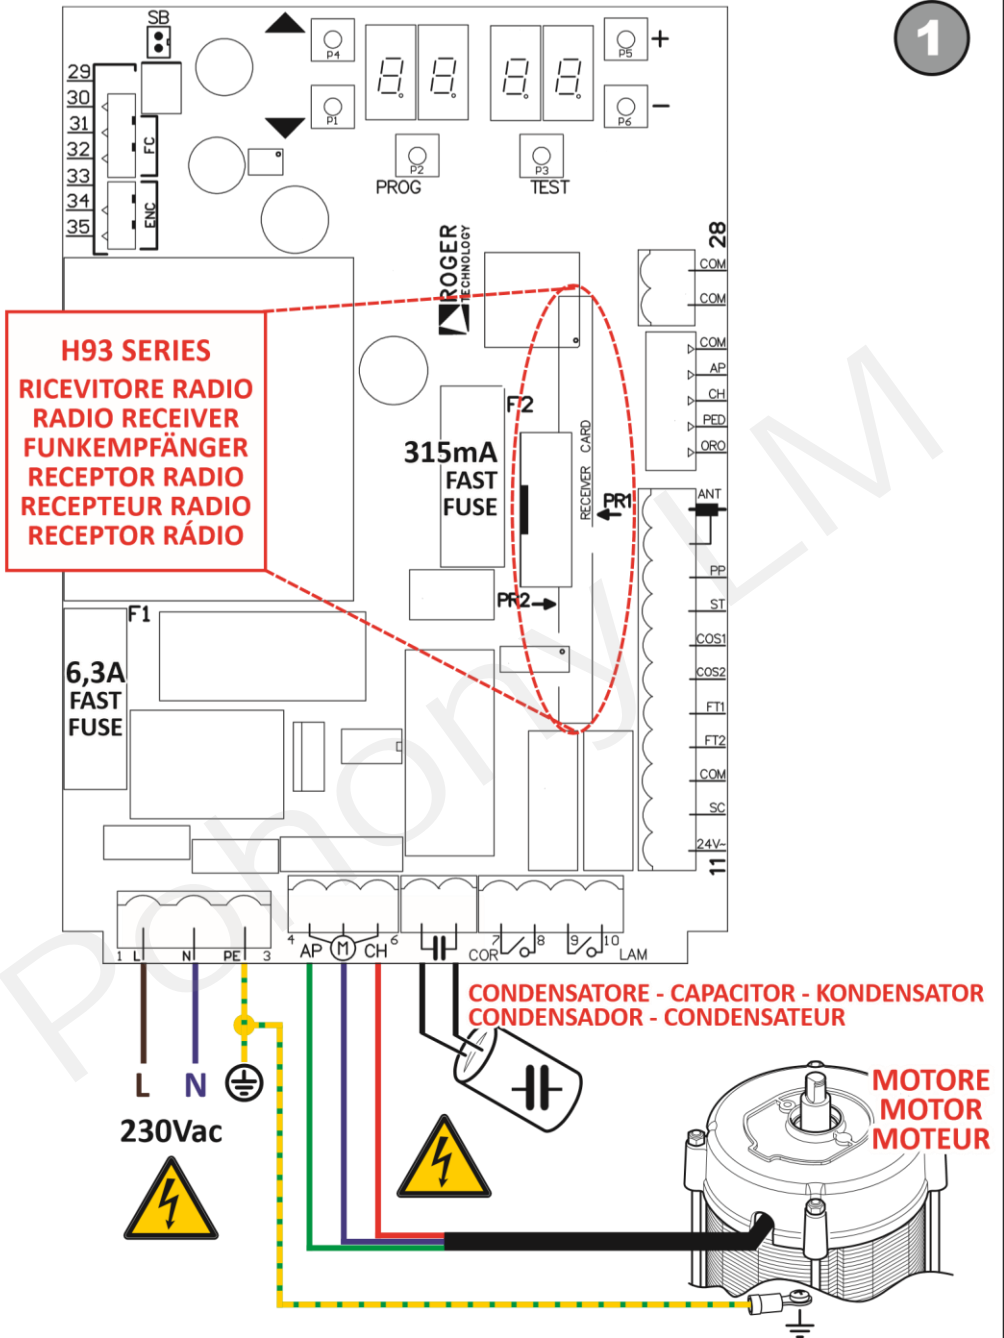 1
SB
P4
P5
+
29
30
31
32
33
34
35
FC
ENC
P1
P6
−
P2
PROG
P3
TEST
ROGER
TECHNOLOGY
28
COM
COM
COM
AP
CH
PED
ORO
H93 SERIES
RICEVITORE RADIO
RADIO RECEIVER
FUNKEMPFÄNGER
RECEPTOR RADIO
RECEPTEUR RADIO
RECEPTOR RÁDIO
F2
315mA
FAST
FUSE
RECEIVER CARD
PR1
PR2
ANT
PP
ST
COS1
COS2
FT1
FT2
COM
SC
24V~
11
F1
6,3A
FAST
FUSE
1 L N PE 3
4 AP M CH 6
COR 7 8 9 10 LAM
CONDENSATORE - CAPACITOR - KONDENSATOR
CONDENSADOR - CONDENSATEUR
L N
230Vac
MOTORE
MOTOR
MOTEUR
Pohony LM